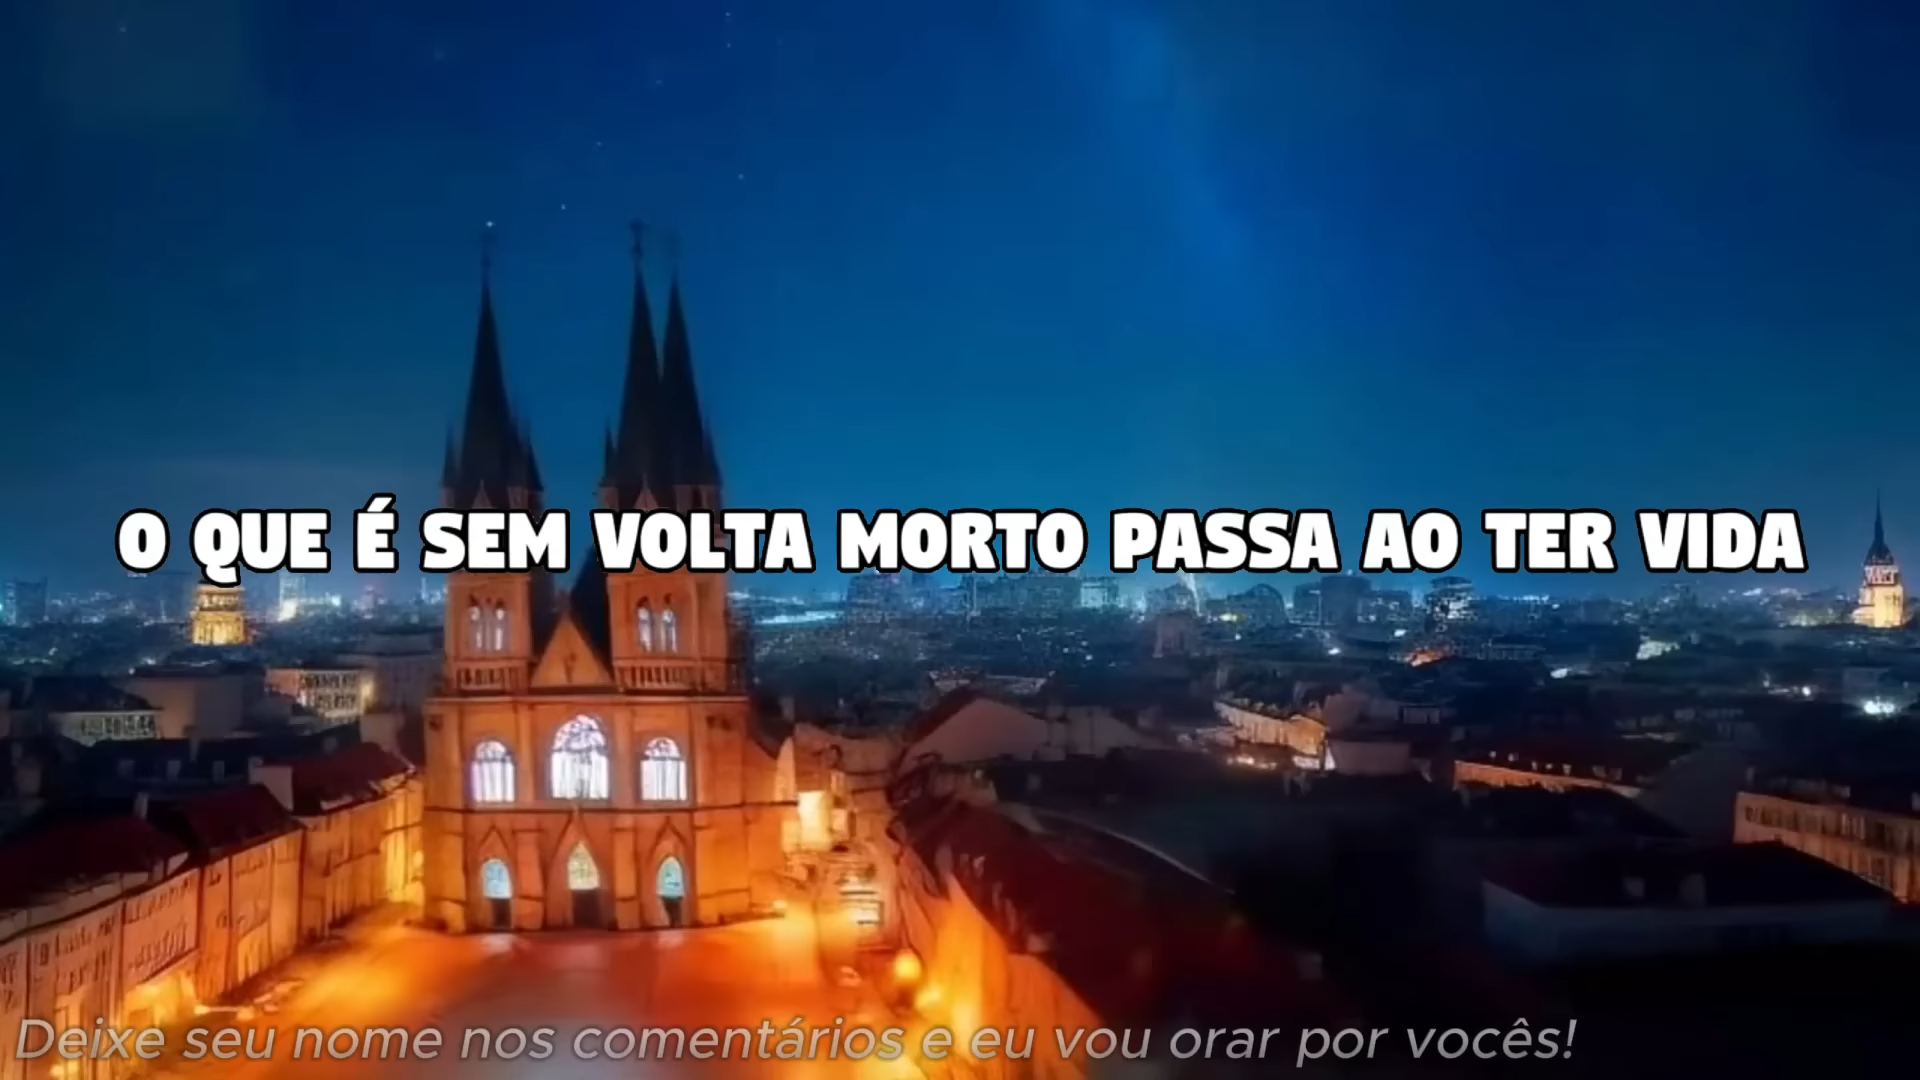 O QUE É SEM VOLTA MORTO PASSA AO TER VIDA
Deixe seu nome nos comentários e eu vou orar por vocês!